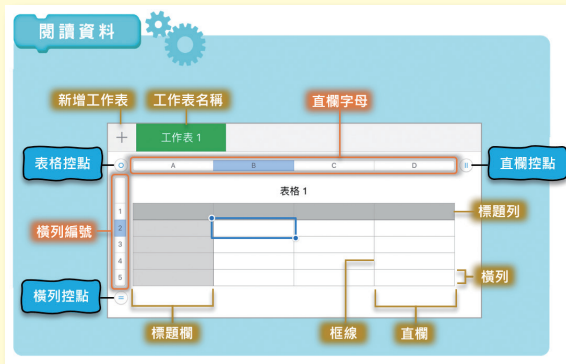 閱讀資料
新增工作表 工作表名稱 直欄字母
工作表 1
表格控點 A B C D 直欄控點
表格 1
1 標題列
橫列編號 2
3
4
5 橫列
橫列控點
標題欄 框線 直欄